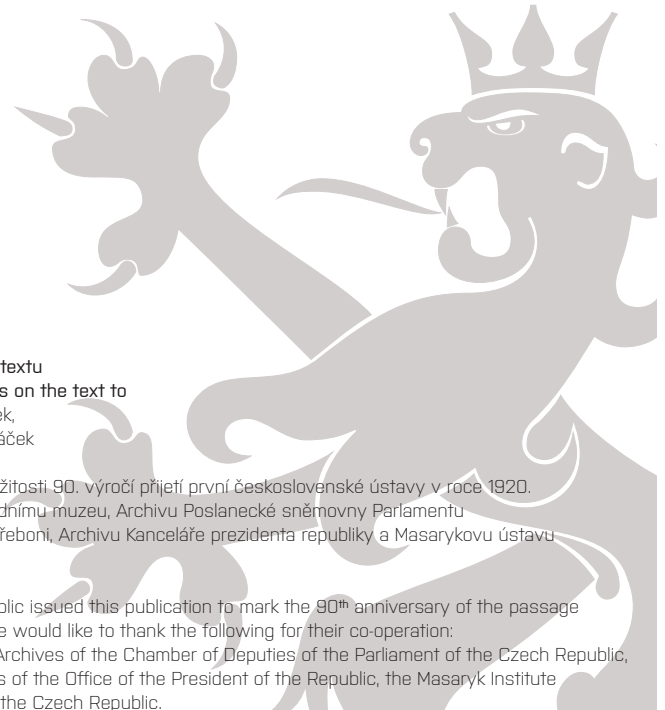 textu
s on the text to
ek,
áček
žitosti 90. výročí přijetí první československé ústavy v roce 1920.
dnímu muzeu, Archivu Poslanecké sněmovny Parlamentu
řeboni, Archivu Kanceláře prezidenta republiky a Masarykovu ústavu
olic issued this publication to mark the 90th anniversary of the passage
e would like to thank the following for their co-operation:
Archives of the Chamber of Deputies of the Parliament of the Czech Republic,
s of the Office of the President of the Republic, the Masaryk Institute
the Czech Republic.